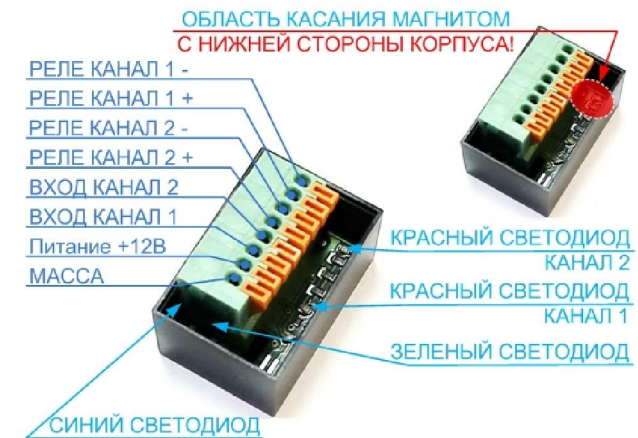 ОБЛАСТЬ КАСАНИЯ МАГНИТОМ
С НИЖНЕЙ СТОРОНЫ КОРПУСА!
РЕЛЕ КАНАЛ 1 -
РЕЛЕ КАНАЛ 1 +
РЕЛЕ КАНАЛ 2 -
РЕЛЕ КАНАЛ 2 +
ВХОД КАНАЛ 2
ВХОД КАНАЛ 1
Питание +12В
МАССА
КРАСНЫЙ СВЕТОДИОД
КАНАЛ 2
КРАСНЫЙ СВЕТОДИОД
КАНАЛ 1
ЗЕЛЕНЫЙ СВЕТОДИОД
СИНИЙ СВЕТОДИОД